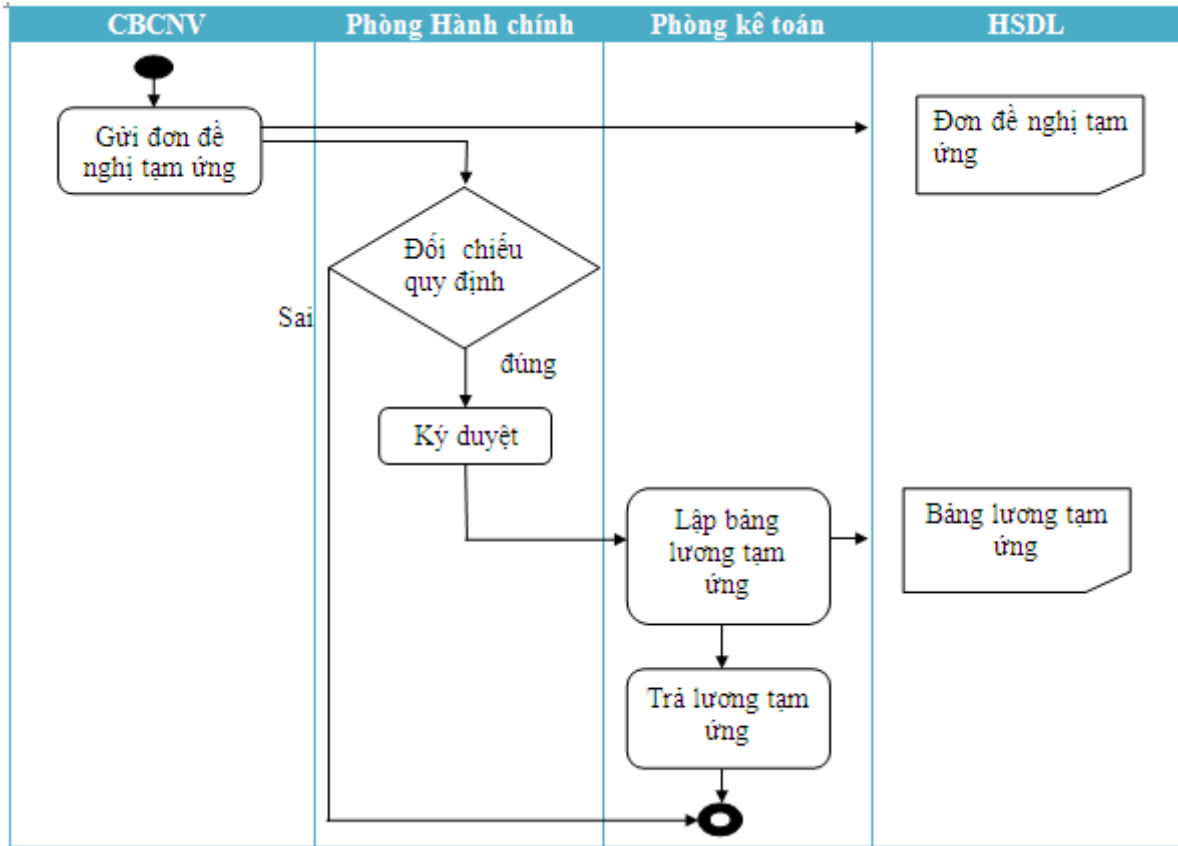 CBCNV
Phòng Hành chính
Phòng kế toán
HSDL
Gửi đơn đề
nghị tạm ứng
Đơn đề nghị tạm
ứng
Đối chiếu
quy định
Sai
đúng
Ký duyệt
Lập bảng
lương tạm
ứng
Bảng lương tạm
ứng
Trả lương tạm
ứng